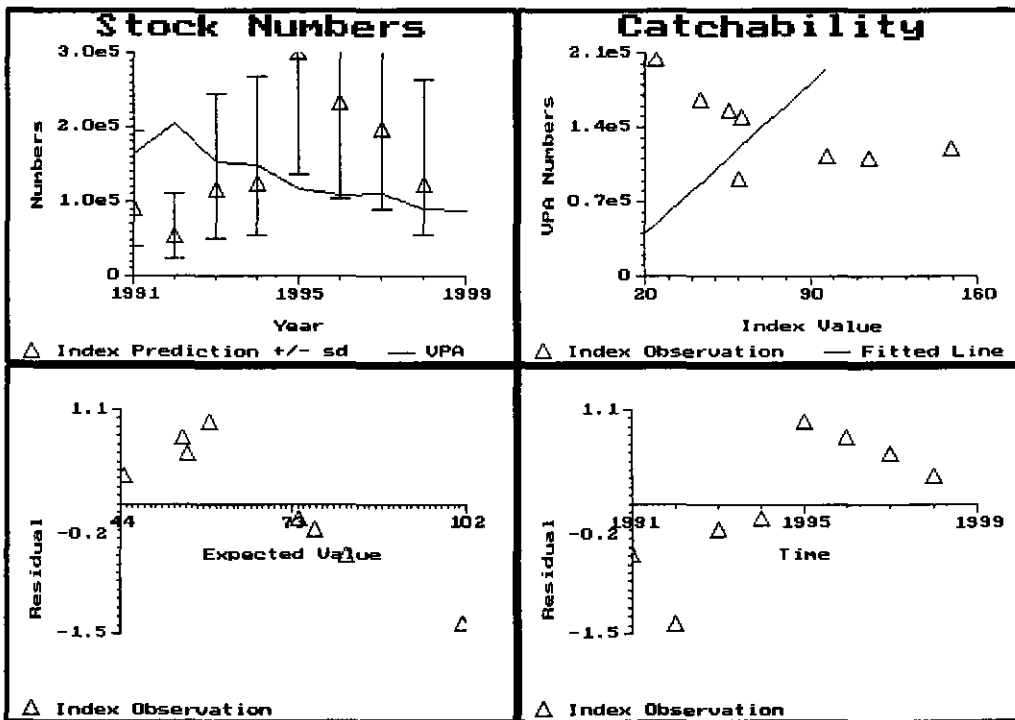 Stock Numbers
3.0e5
2.0e5
1.0e5
0
Numbers
1991
1995
1999
Year
△ Index Prediction +/- sd — VPA
Catchability
2.1e5
1.4e5
0.7e5
0
VPA Numbers
20
90
160
Index Value
△ Index Observation — Fitted Line
1.1
-0.2
-1.5
Residual
44
73
102
Expected Value
△ Index Observation
1.1
-0.2
-1.5
Residual
1991
1995
1999
Time
△ Index Observation